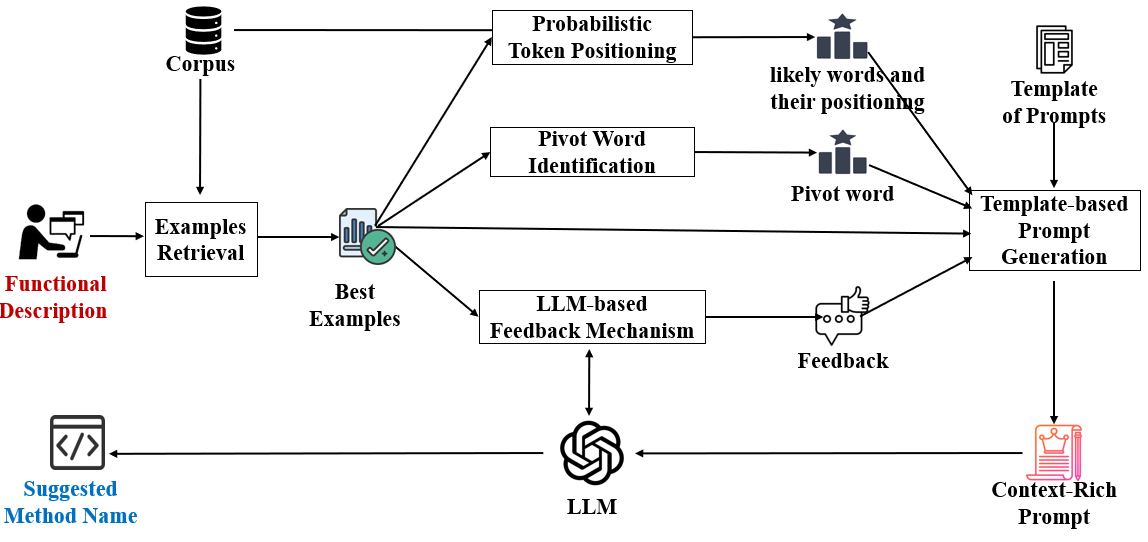 Corpus
Probabilistic
Token Positioning
likely words and
their positioning
Template
of Prompts
Pivot Word
Identification
Pivot word
Functional
Description
Examples
Retrieval
Best
Examples
Template-based
Prompt
Generation
LLM-based
Feedback Mechanism
Feedback
Suggested
Method Name
LLM
Context-Rich
Prompt